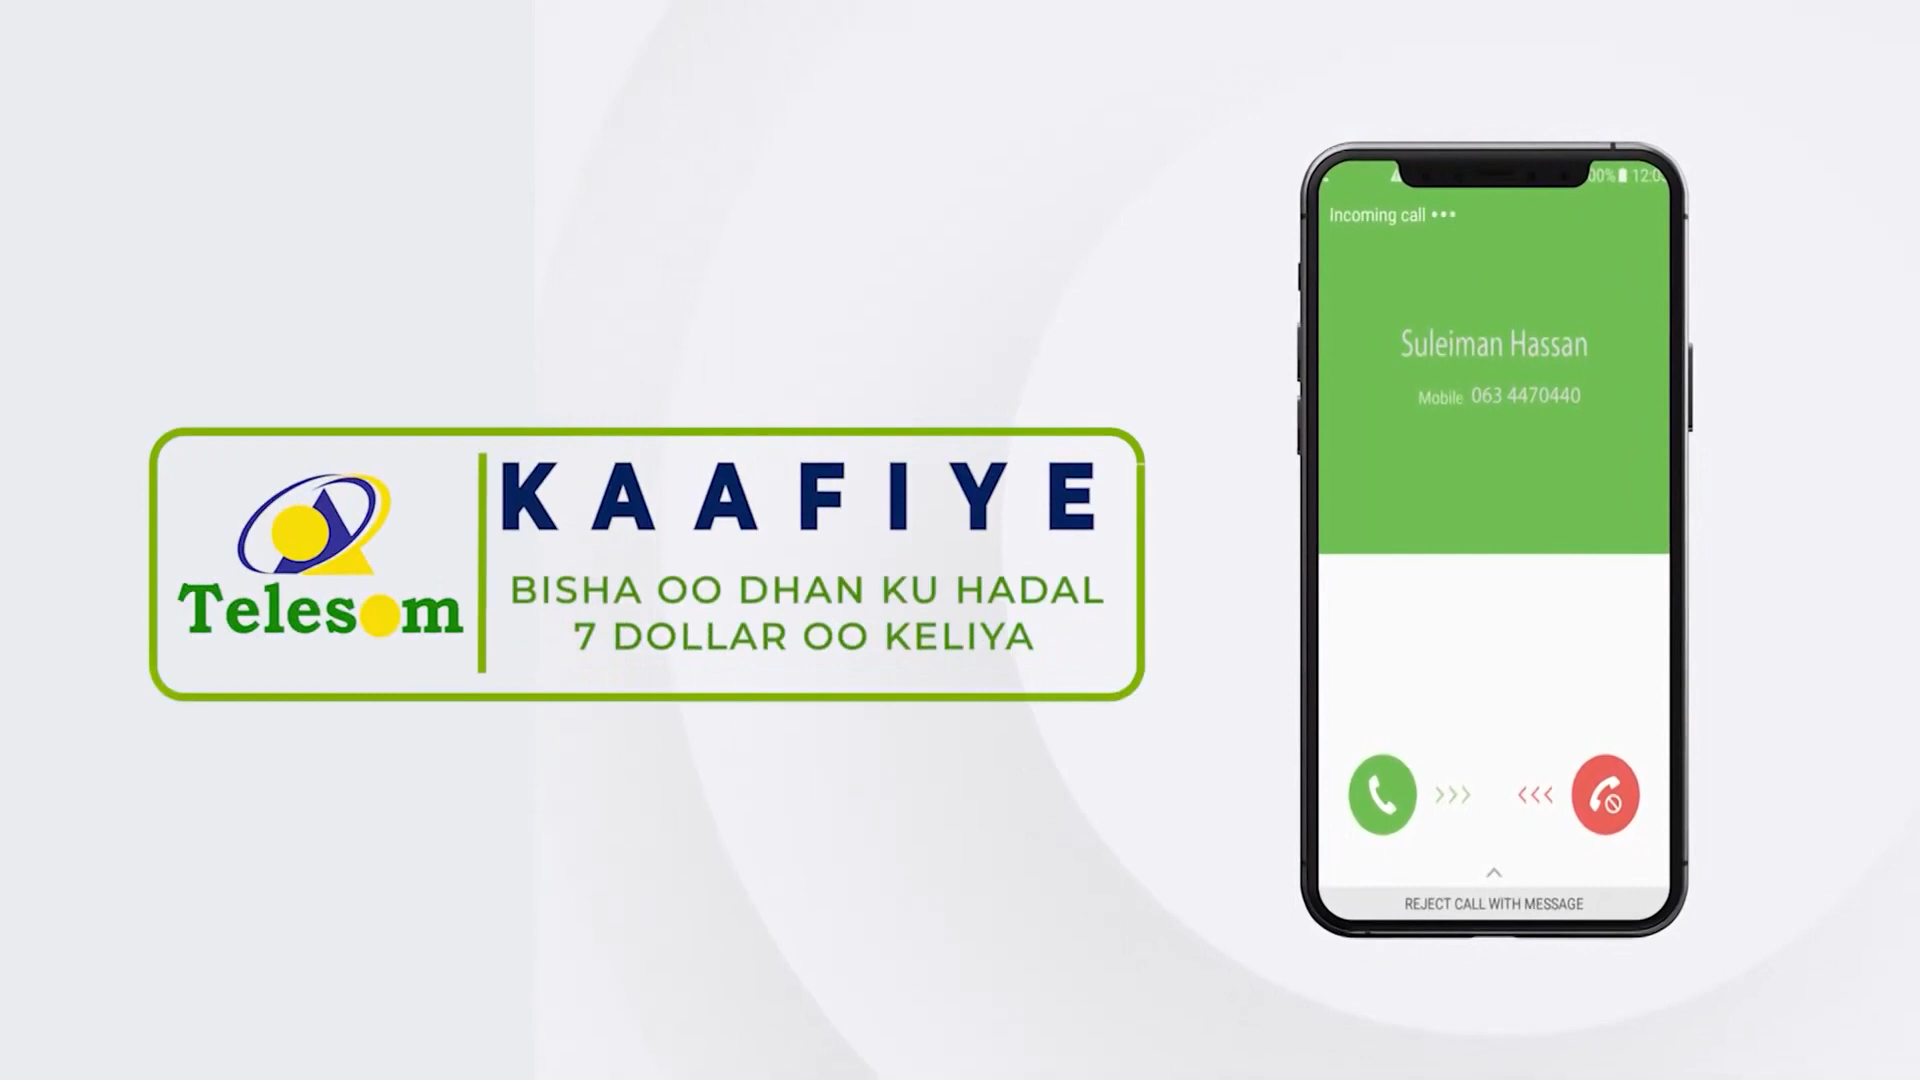 Telesom
KAAFIYE
BISHA OO DHAN KU HADAL
7 DOLLAR OO KELIYA
Incoming call •••
Suleiman Hassan
Mobile 063 4470440
REJECT CALL WITH MESSAGE